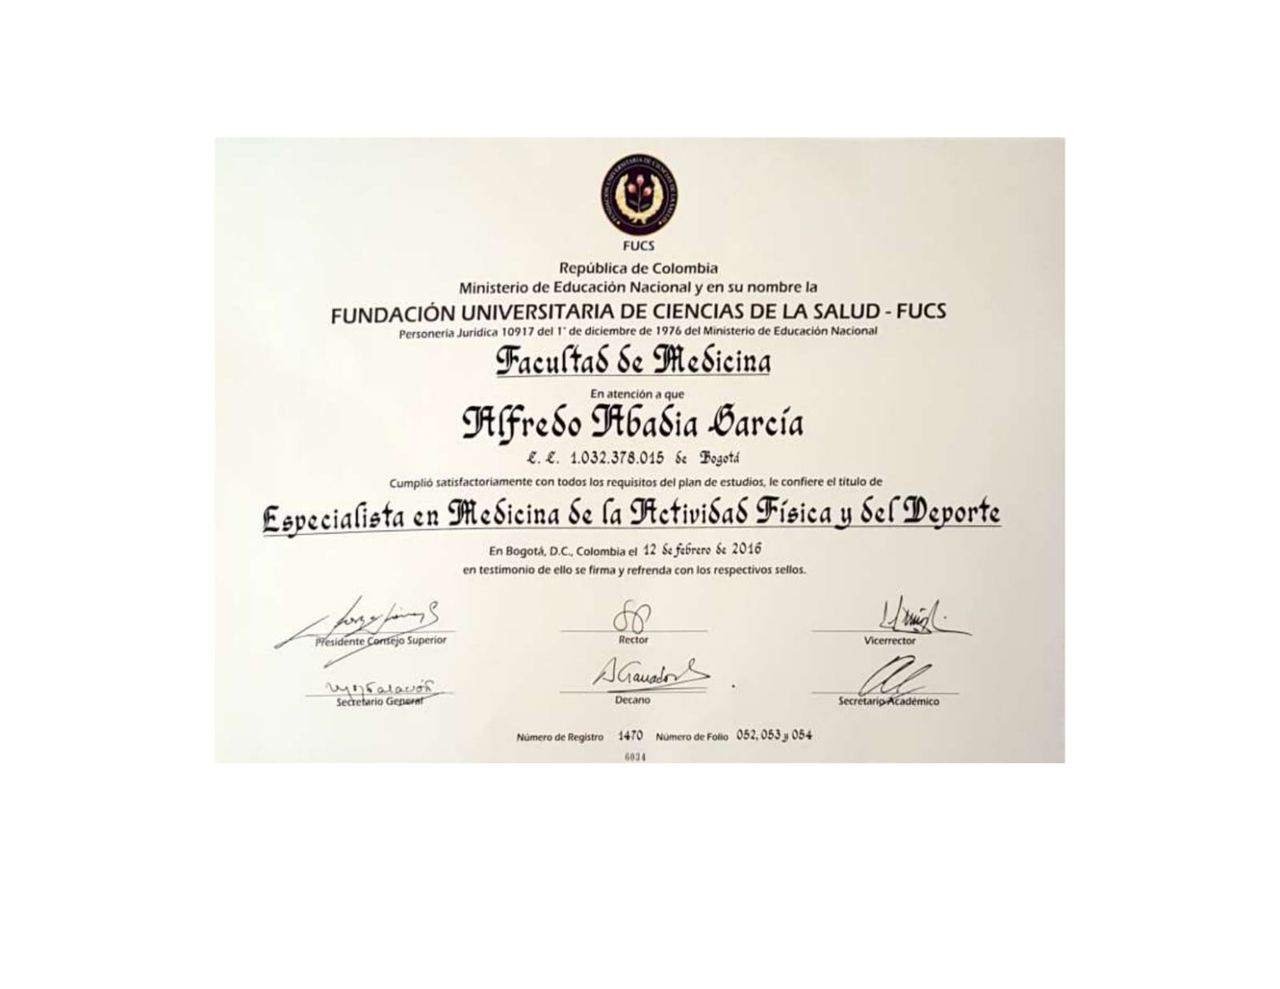 FUCS
República de Colombia
Ministerio de Educación Nacional y en su nombre la
FUNDACIÓN UNIVERSITARIA DE CIENCIAS DE LA SALUD - FUCS
Personería Jurídica 10917 del 1° de diciembre de 1976 del Ministerio de Educación Nacional
Facultad de Medicina
En atención a que
Alfredo Abadia García
C. C. 1.032.378.015 de Bogotá
Cumplió satisfactoriamente con todos los requisitos del plan de estudios, le confiere el título de
Especialista en Medicina de la Actividad Física y del Deporte
En Bogotá, D.C., Colombia el 12 de febrero de 2016
en testimonio de ello se firma y refrenda con los respectivos sellos.
Presidente Consejo Superior
Rector
Vicerrector
Secretario General
Decano
Secretario Académico
Número de Registro 1470 Número de Folio 052, 053 y 054
6034